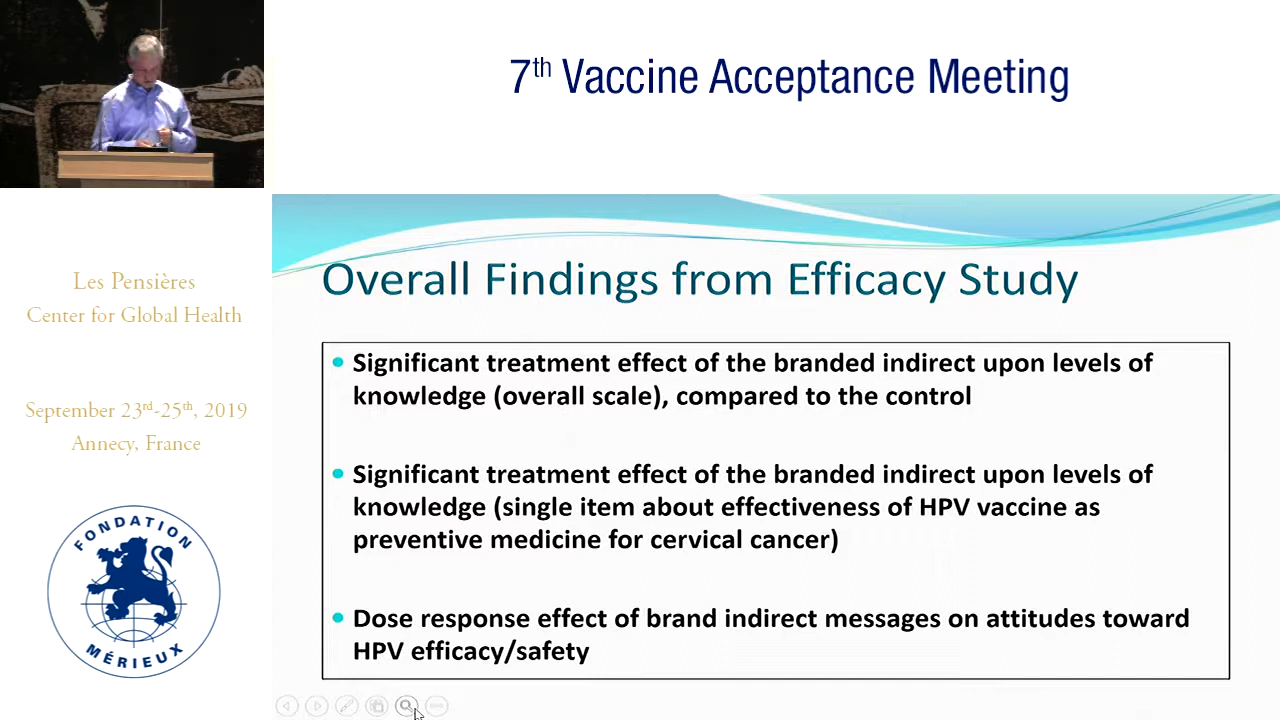 7th Vaccine Acceptance Meeting
Les Pensières
Center for Global Health
September 23rd-25th, 2019
Annecy, France
FONDATION
MÉRIEUX
Overall Findings from Efficacy Study
• Significant treatment effect of the branded indirect upon levels of
knowledge (overall scale), compared to the control
• Significant treatment effect of the branded indirect upon levels of
knowledge (single item about effectiveness of HPV vaccine as
preventive medicine for cervical cancer)
• Dose response effect of brand indirect messages on attitudes toward
HPV efficacy/safety